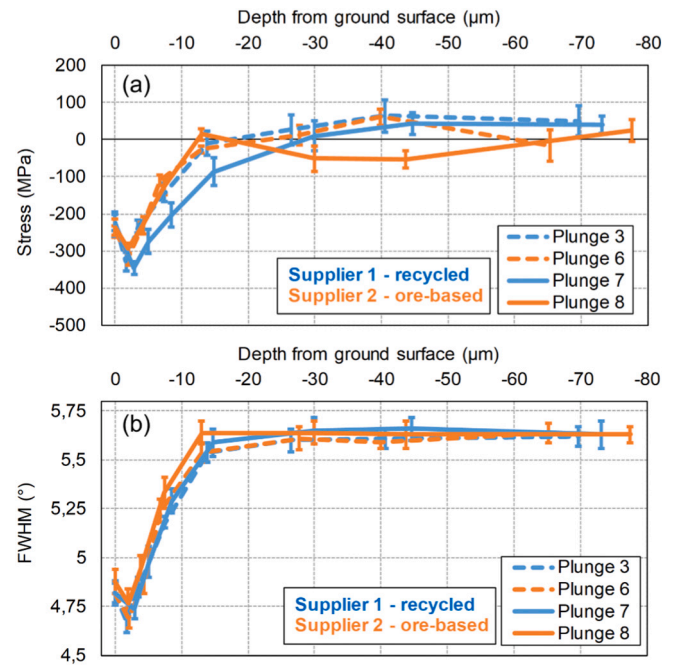 Depth from ground surface (µm)
0 -10 -20 -30 -40 -50 -60 -70 -80
200
100
0
-100
-200
-300
-400
-500
Stress (MPa)
(a)
Plunge 3
Plunge 6
Plunge 7
Plunge 8
Supplier 1 - recycled
Supplier 2 - ore-based
Depth from ground surface (µm)
0 -10 -20 -30 -40 -50 -60 -70 -80
5,75
5,5
5,25
5
4,75
4,5
FWHM (°)
(b)
Plunge 3
Plunge 6
Plunge 7
Plunge 8
Supplier 1 - recycled
Supplier 2 - ore-based